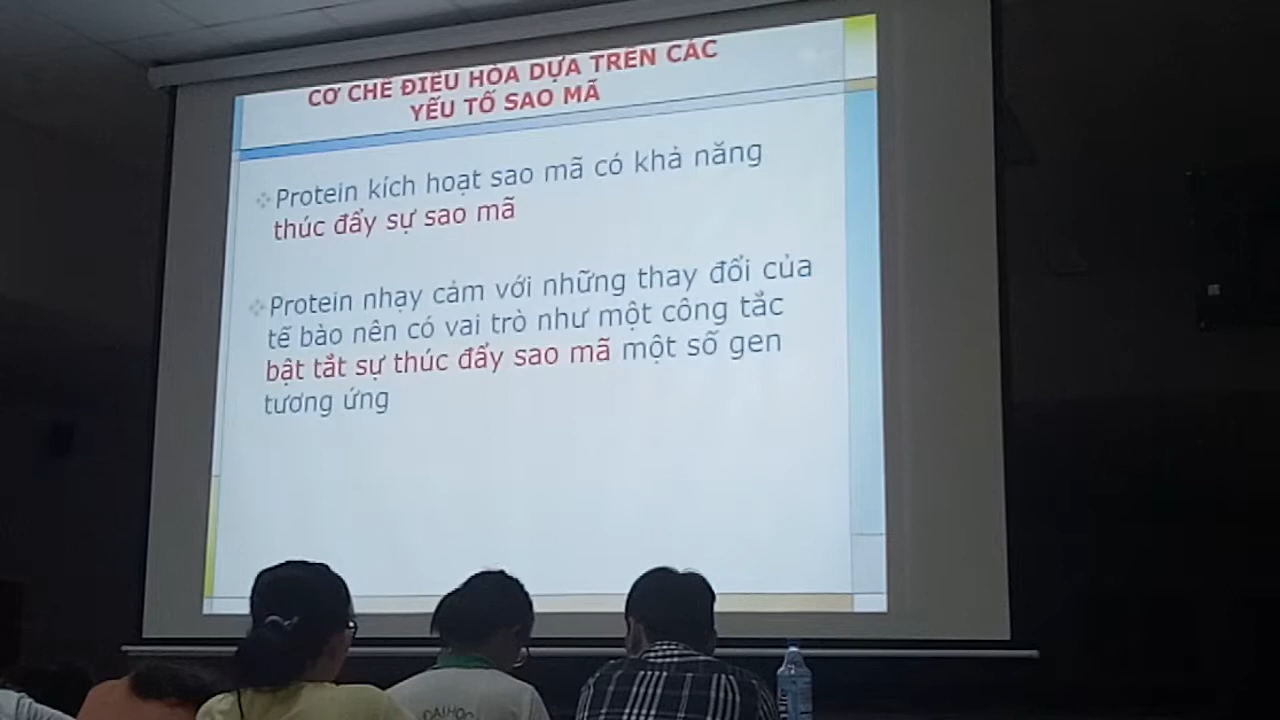 CƠ CHẾ ĐIỀU HÒA DỰA TRÊN CÁC
YẾU TỐ SAO MÃ
Protein kích hoạt sao mã có khả năng
thúc đẩy sự sao mã
Protein nhạy cảm với những thay đổi của
tế bào nên có vai trò như một công tắc
bật tắt sự thúc đẩy sao mã một số gen
tương ứng
ĐẠI HỌC